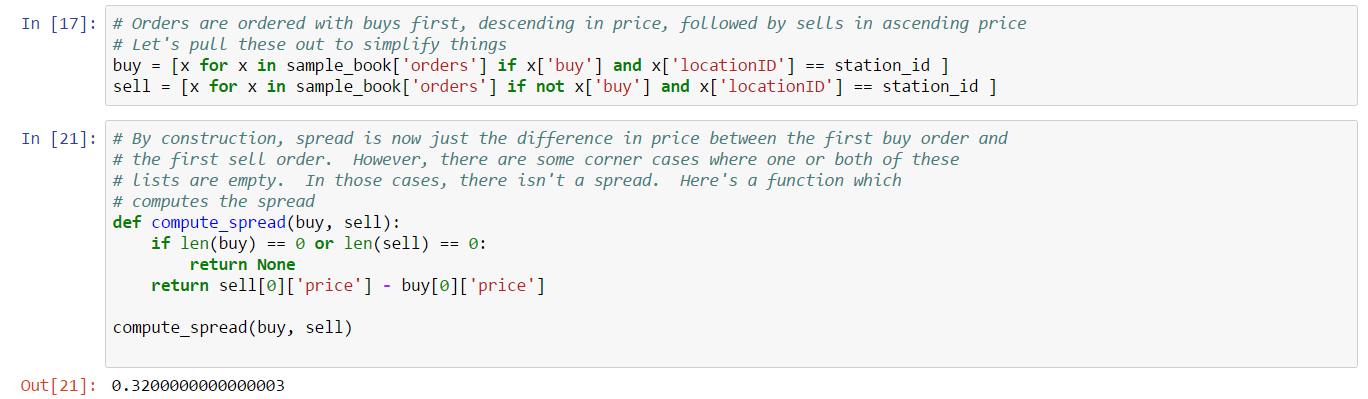 In [17]: # Orders are ordered with buys first, descending in price, followed by sells in ascending price
# Let's pull these out to simplify things
buy = [x for x in sample_book['orders'] if x['buy'] and x['locationID'] == station_id ]
sell = [x for x in sample_book['orders'] if not x['buy'] and x['locationID'] == station_id ]
In [21]: # By construction, spread is now just the difference in price between the first buy order and
# the first sell order.  However, there are some corner cases where one or both of these
# lists are empty.  In those cases, there isn't a spread.  Here's a function which
# computes the spread
def compute_spread(buy, sell):
    if len(buy) == 0 or len(sell) == 0:
        return None
    return sell[0]['price'] - buy[0]['price']
compute_spread(buy, sell)
Out[21]: 0.3200000000000003